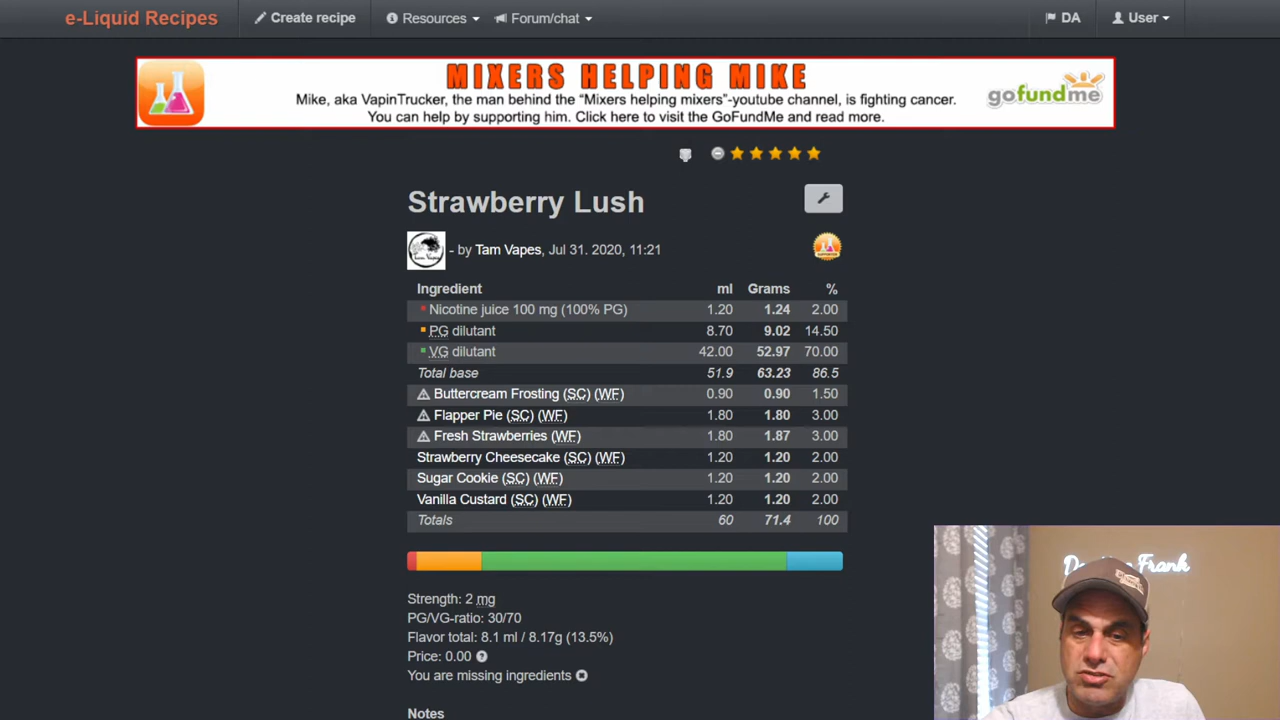 e-Liquid Recipes Create recipe Resources Forum/chat DA User
MIXERS HELPING MIKE
Mike, aka VapinTrucker, the man behind the “Mixers helping mixers”-youtube channel, is fighting cancer.
You can help by supporting him. Click here to visit the GoFundMe and read more.
gofundme
Strawberry Lush
- by Tam Vapes, Jul 31. 2020, 11:21
Ingredient ml Grams %
Nicotine juice 100 mg (100% PG) 1.20 1.24 2.00
PG dilutant 8.70 9.02 14.50
VG dilutant 42.00 52.97 70.00
Total base 51.9 63.23 86.5
Buttercream Frosting (SC) (WF) 0.90 0.90 1.50
Flapper Pie (SC) (WF) 1.80 1.80 3.00
Fresh Strawberries (WF) 1.80 1.87 3.00
Strawberry Cheesecake (SC) (WF) 1.20 1.20 2.00
Sugar Cookie (SC) (WF) 1.20 1.20 2.00
Vanilla Custard (SC) (WF) 1.20 1.20 2.00
Totals 60 71.4 100
Strength: 2 mg
PG/VG-ratio: 30/70
Flavor total: 8.1 ml / 8.17g (13.5%)
Price: 0.00
You are missing ingredients
Notes
Frank